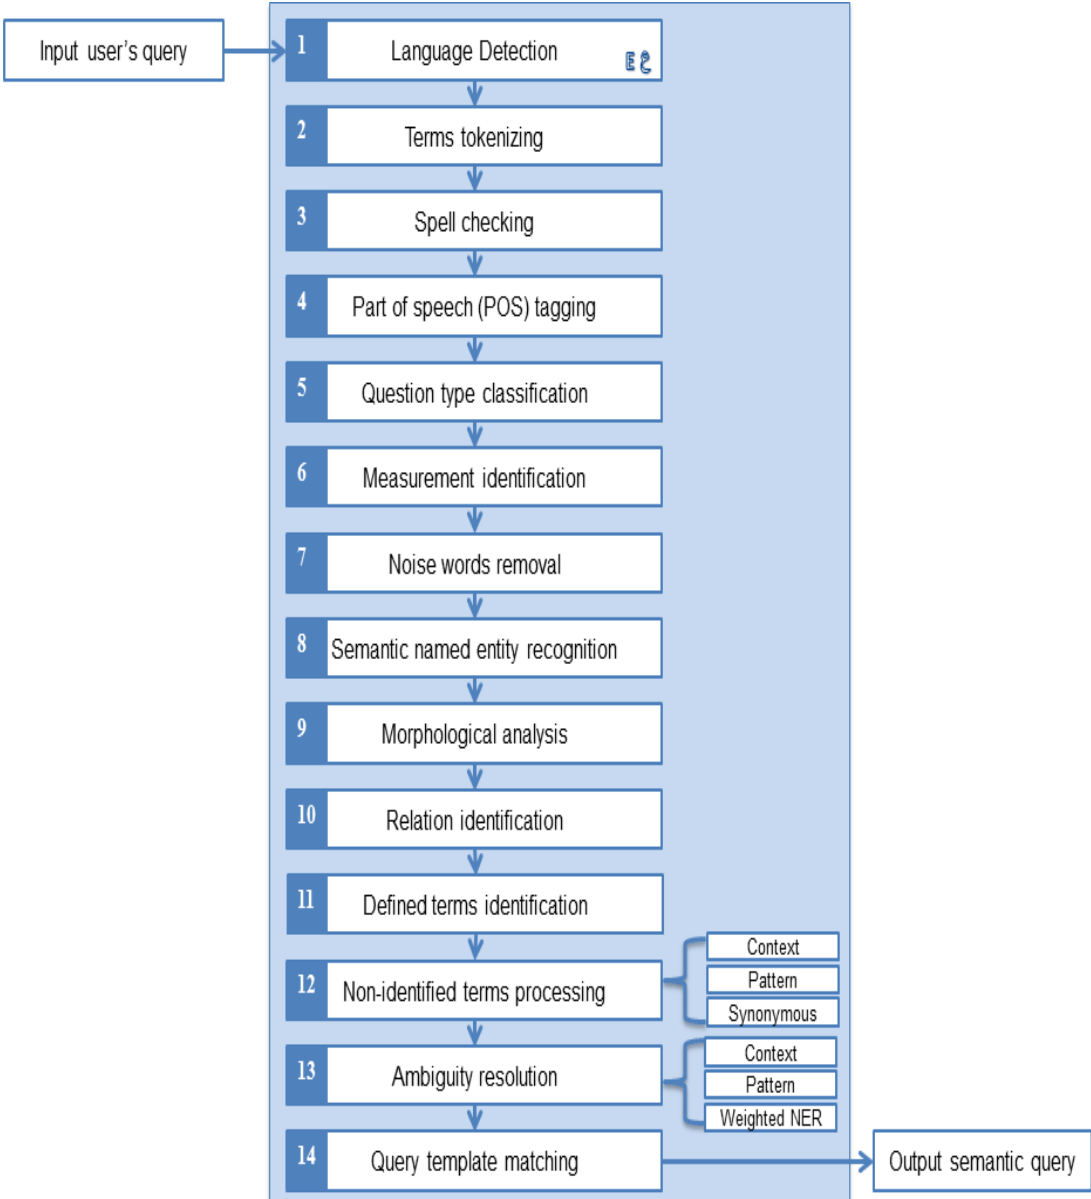 Input user's query
1
Language Detection
E ع
2
Terms tokenizing
3
Spell checking
4
Part of speech (POS) tagging
5
Question type classification
6
Measurement identification
7
Noise words removal
8
Semantic named entity recognition
9
Morphological analysis
10
Relation identification
11
Defined terms identification
12
Non-identified terms processing
Context
Pattern
Synonymous
13
Ambiguity resolution
Context
Pattern
Weighted NER
14
Query template matching
Output semantic query